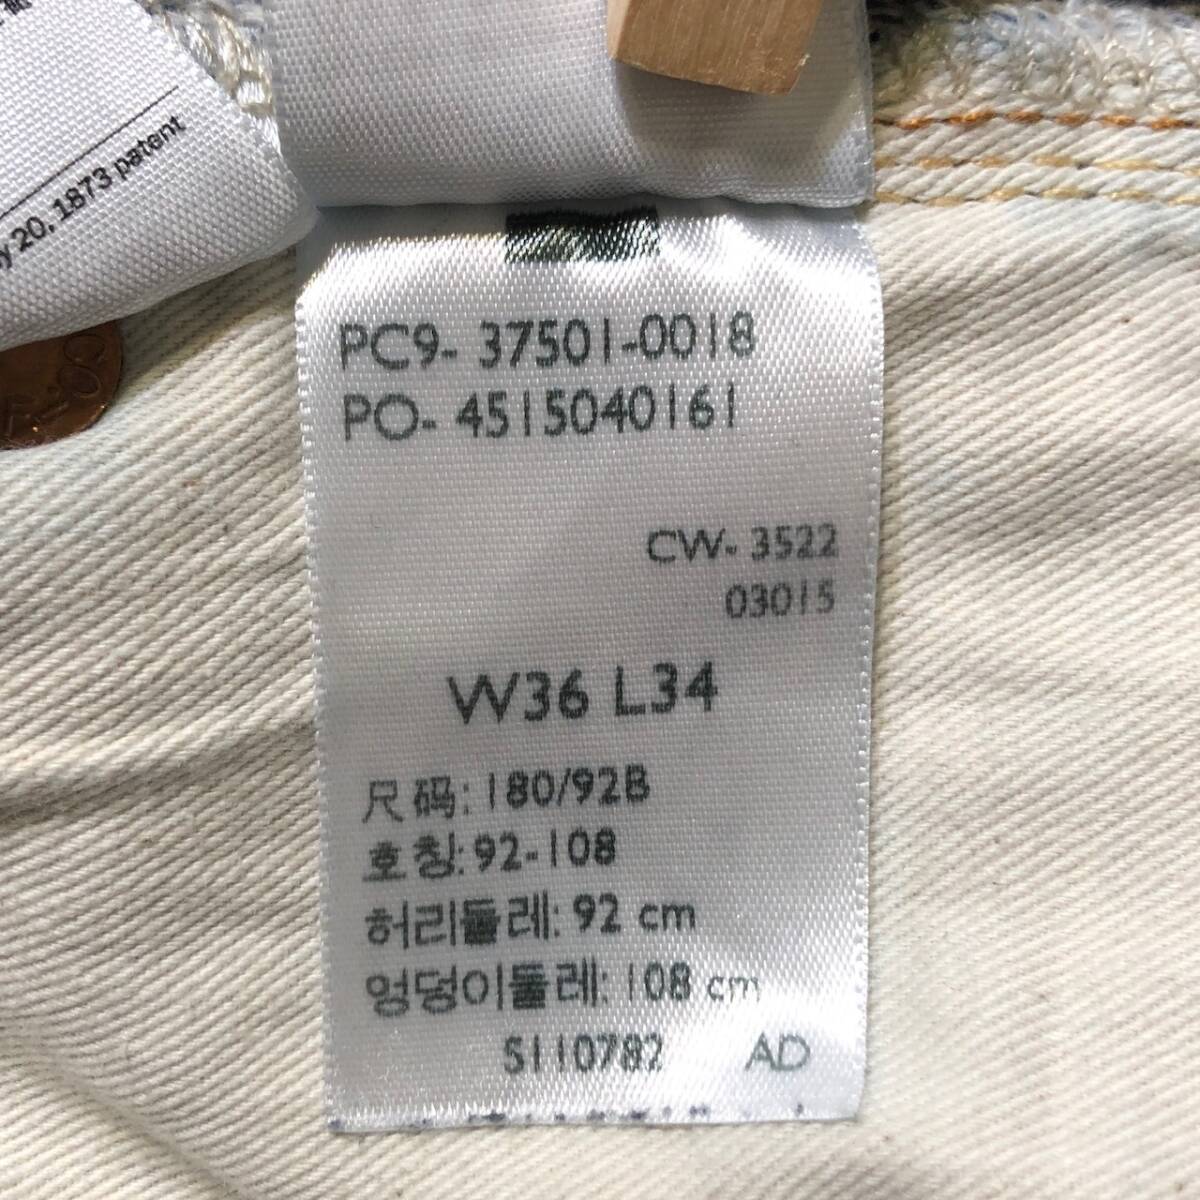 y 20, 1873 patent
PC9- 37501-0018
PO- 4515040161
CW- 3522
03015
W36 L34
尺码: 180/92B
호칭: 92-108
허리둘레: 92 cm
엉덩이둘레: 108 cm
S110782 AD